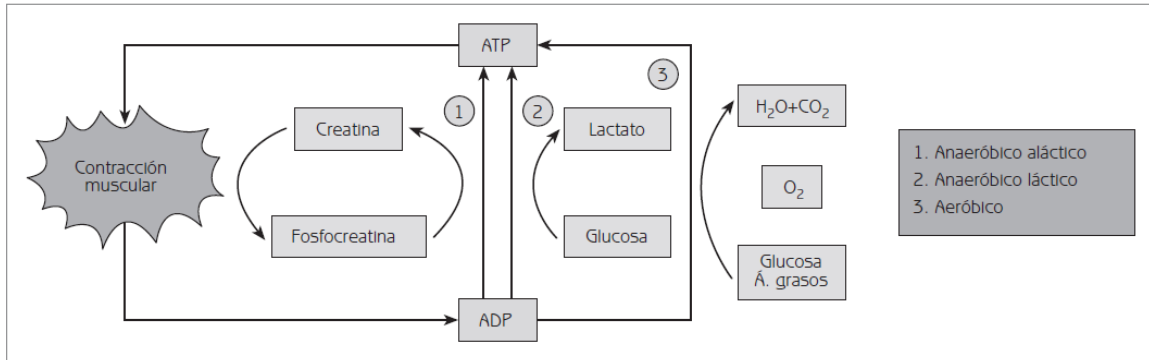 ATP
3
1
2
H₂O+CO₂
Creatina
Lactato
Contracción
muscular
1. Anaeróbico aláctico
2. Anaeróbico láctico
3. Aeróbico
O₂
Fosfocreatina
Glucosa
Glucosa
Á. grasos
ADP